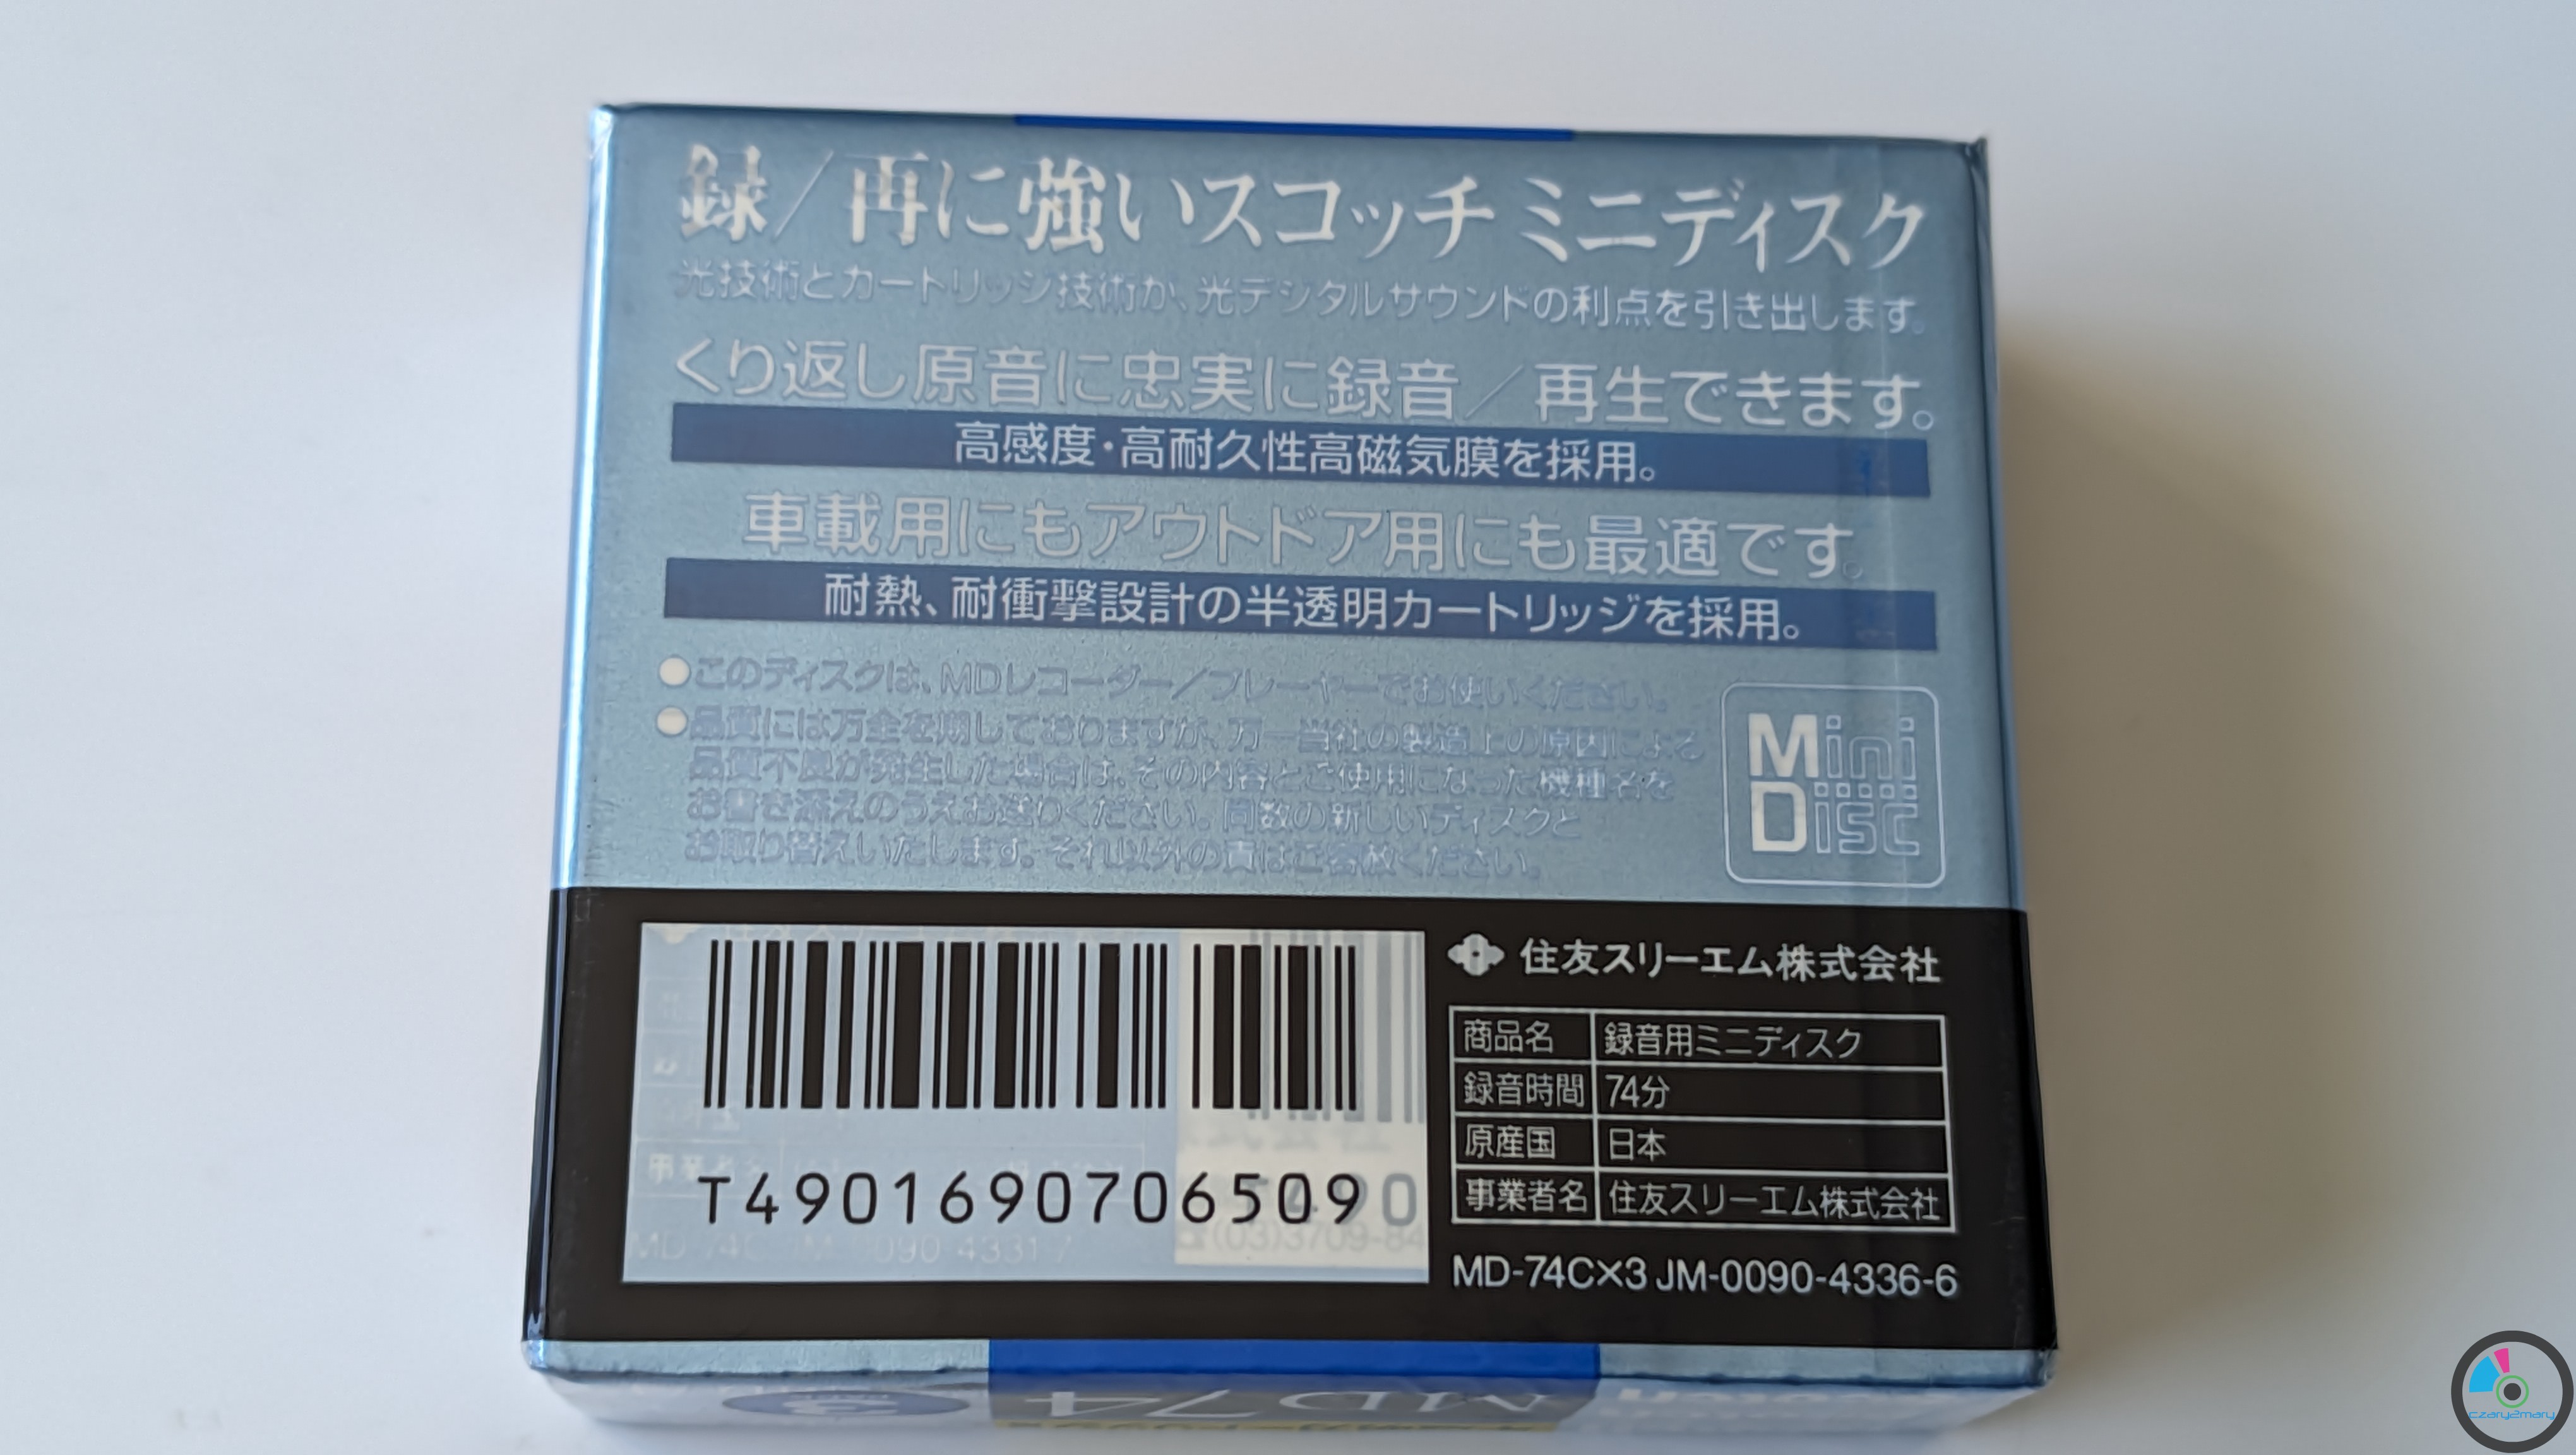 録／再に強いスコッチ ミニディスク
光技術とカートリッジ技術が、光デジタルサウンドの利点を引き出します。
くり返し原音に忠実に録音／再生できます。
高感度・高耐久性高磁気膜を採用。
車載用にもアウトドア用にも最適です。
耐熱、耐衝撃設計の半透明カートリッジを採用。
●このディスクは、MDレコーダー／プレーヤーでお使いください。
●品質には万全を期しておりますが、万一当社の製造上の原因による
品質不良が発生した場合は、その内容とご使用になった機種名を
お書き添えのうえお送りください。同数の新しいディスクと
お取り替えいたします。それ以外の責はご容赦ください。
Mini
Disc
住友スリーエム株式会社
商品名 録音用ミニディスク
録音時間 74分
原産国 日本
事業者名 住友スリーエム株式会社
T4901690706509
MD-74C×3 JM-0090-4336-6
MD 74
3
czary2mary